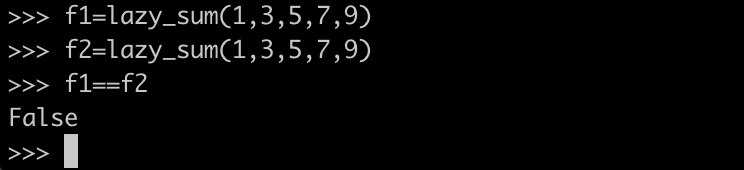 >>> f1=lazy_sum(1,3,5,7,9)
>>> f2=lazy_sum(1,3,5,7,9)
>>> f1==f2
False
>>>